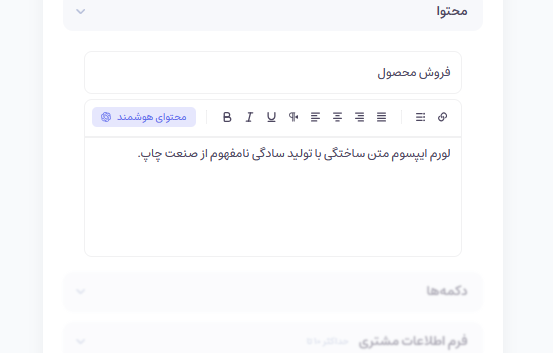 محتوا
فروش محصول
محتوای هوشمند
لورم ایپسوم متن ساختگی با تولید سادگی نامفهوم از صنعت چاپ.
دکمه‌ها
فرم اطلاعات مشتری